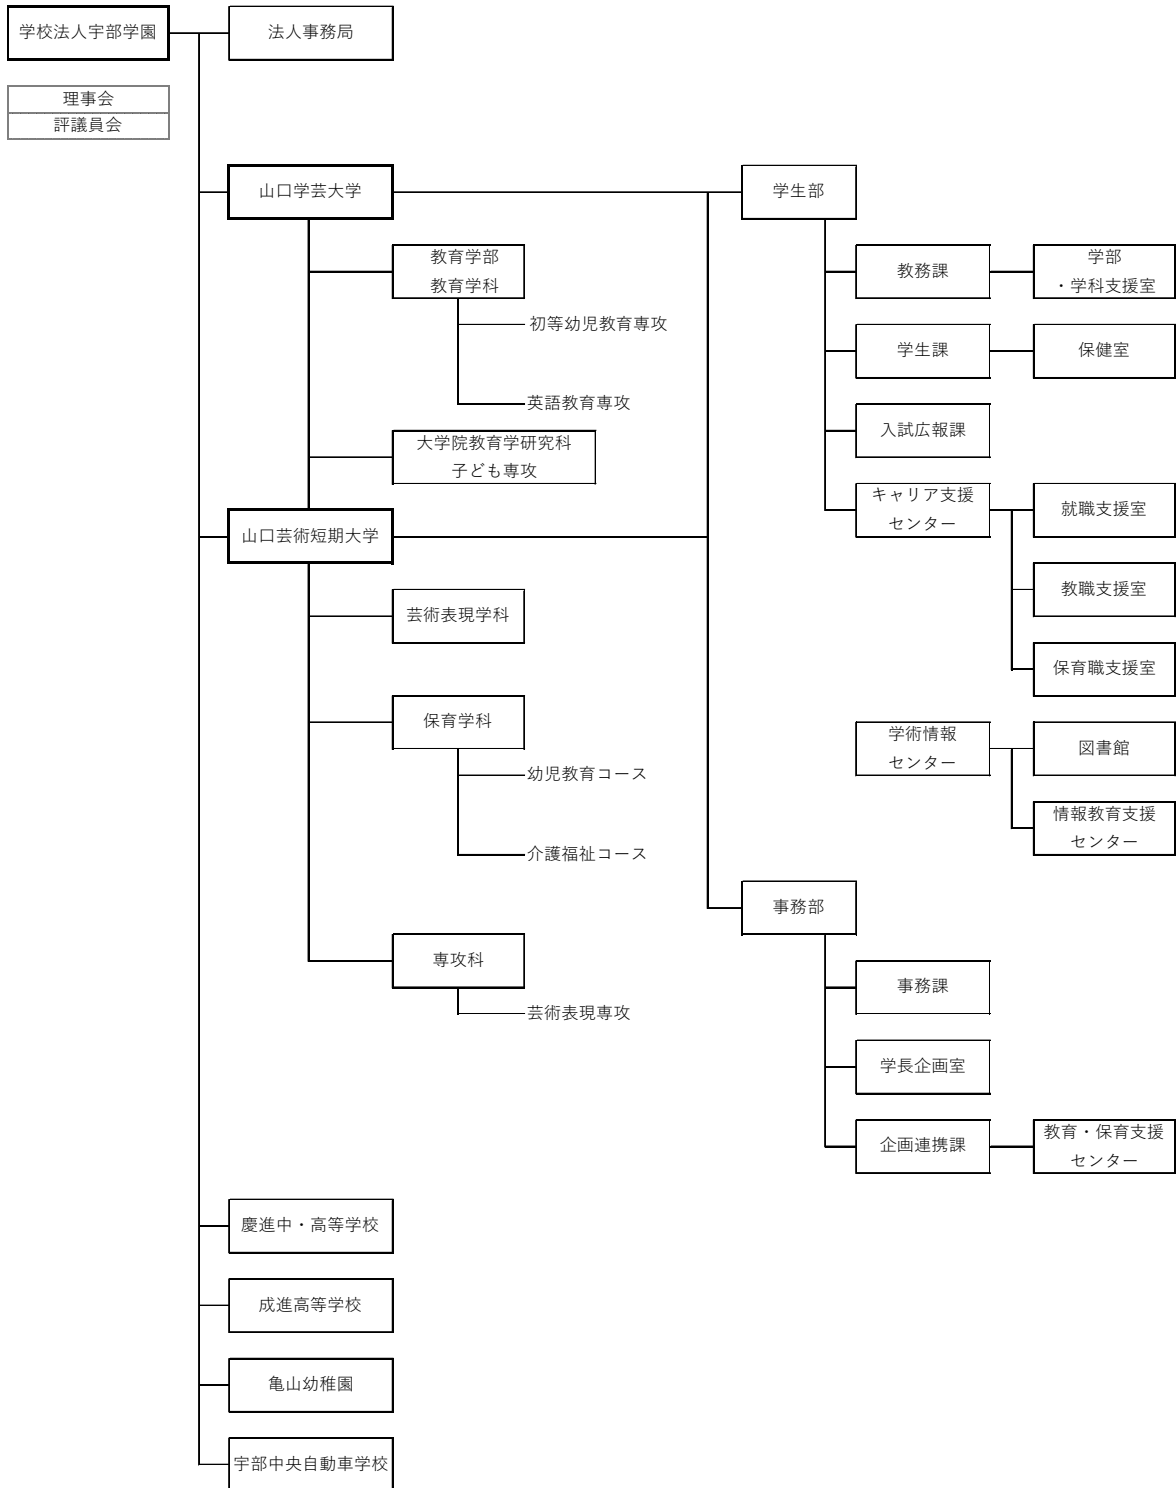 学校法人宇部学園
法人事務局
理事会
評議員会
山口学芸大学
学生部
教育学部
教育学科
教務課
学部
・学科支援室
初等幼児教育専攻
学生課
保健室
英語教育専攻
入試広報課
大学院教育学研究科
子ども専攻
キャリア支援
センター
就職支援室
山口芸術短期大学
教職支援室
芸術表現学科
保育職支援室
保育学科
学術情報
センター
図書館
幼児教育コース
情報教育支援
センター
介護福祉コース
事務部
専攻科
事務課
芸術表現専攻
学長企画室
企画連携課
教育・保育支援
センター
慶進中・高等学校
成進高等学校
亀山幼稚園
宇部中央自動車学校